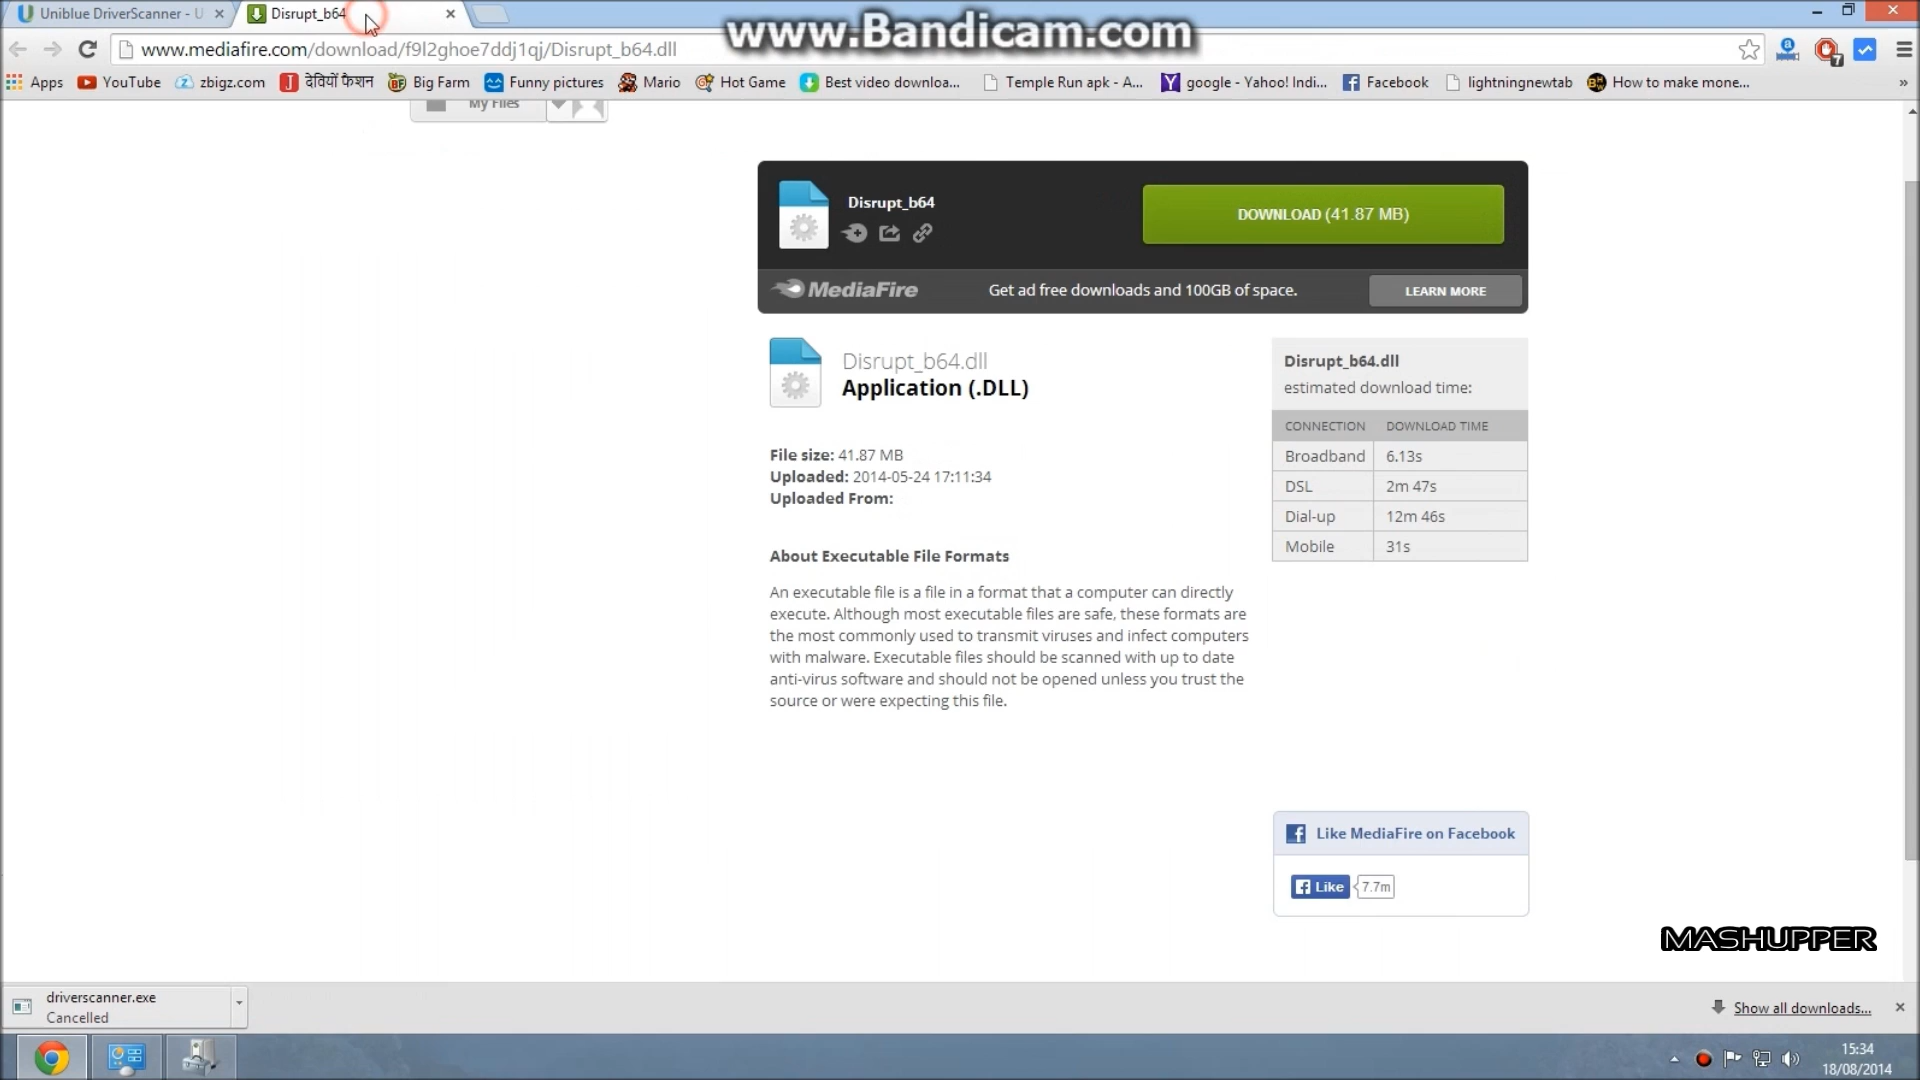 Uniblue DriverScanner - U
Disrupt_b64
www.Bandicam.com
www.mediafire.com/download/f9l2ghoe7ddj1qj/Disrupt_b64.dll
7
Apps YouTube zbigz.com देवियों फैशन Big Farm Funny pictures Mario Hot Game Best video downloa... Temple Run apk - A... google - Yahoo! Indi... Facebook lightningnewtab How to make mone... »
My Files
Disrupt_b64
DOWNLOAD (41.87 MB)
MediaFire
Get ad free downloads and 100GB of space.
LEARN MORE
Disrupt_b64.dll
Application (.DLL)
File size: 41.87 MB
Uploaded: 2014-05-24 17:11:34
Uploaded From:
About Executable File Formats
An executable file is a file in a format that a computer can directly
execute. Although most executable files are safe, these formats are
the most commonly used to transmit viruses and infect computers
with malware. Executable files should be scanned with up to date
anti-virus software and should not be opened unless you trust the
source or were expecting this file.
Disrupt_b64.dll
estimated download time:
CONNECTION DOWNLOAD TIME
Broadband 6.13s
DSL 2m 47s
Dial-up 12m 46s
Mobile 31s
Like MediaFire on Facebook
Like 7.7m
MASHUPPER
driverscanner.exe
Cancelled
Show all downloads...
15:34
18/08/2014